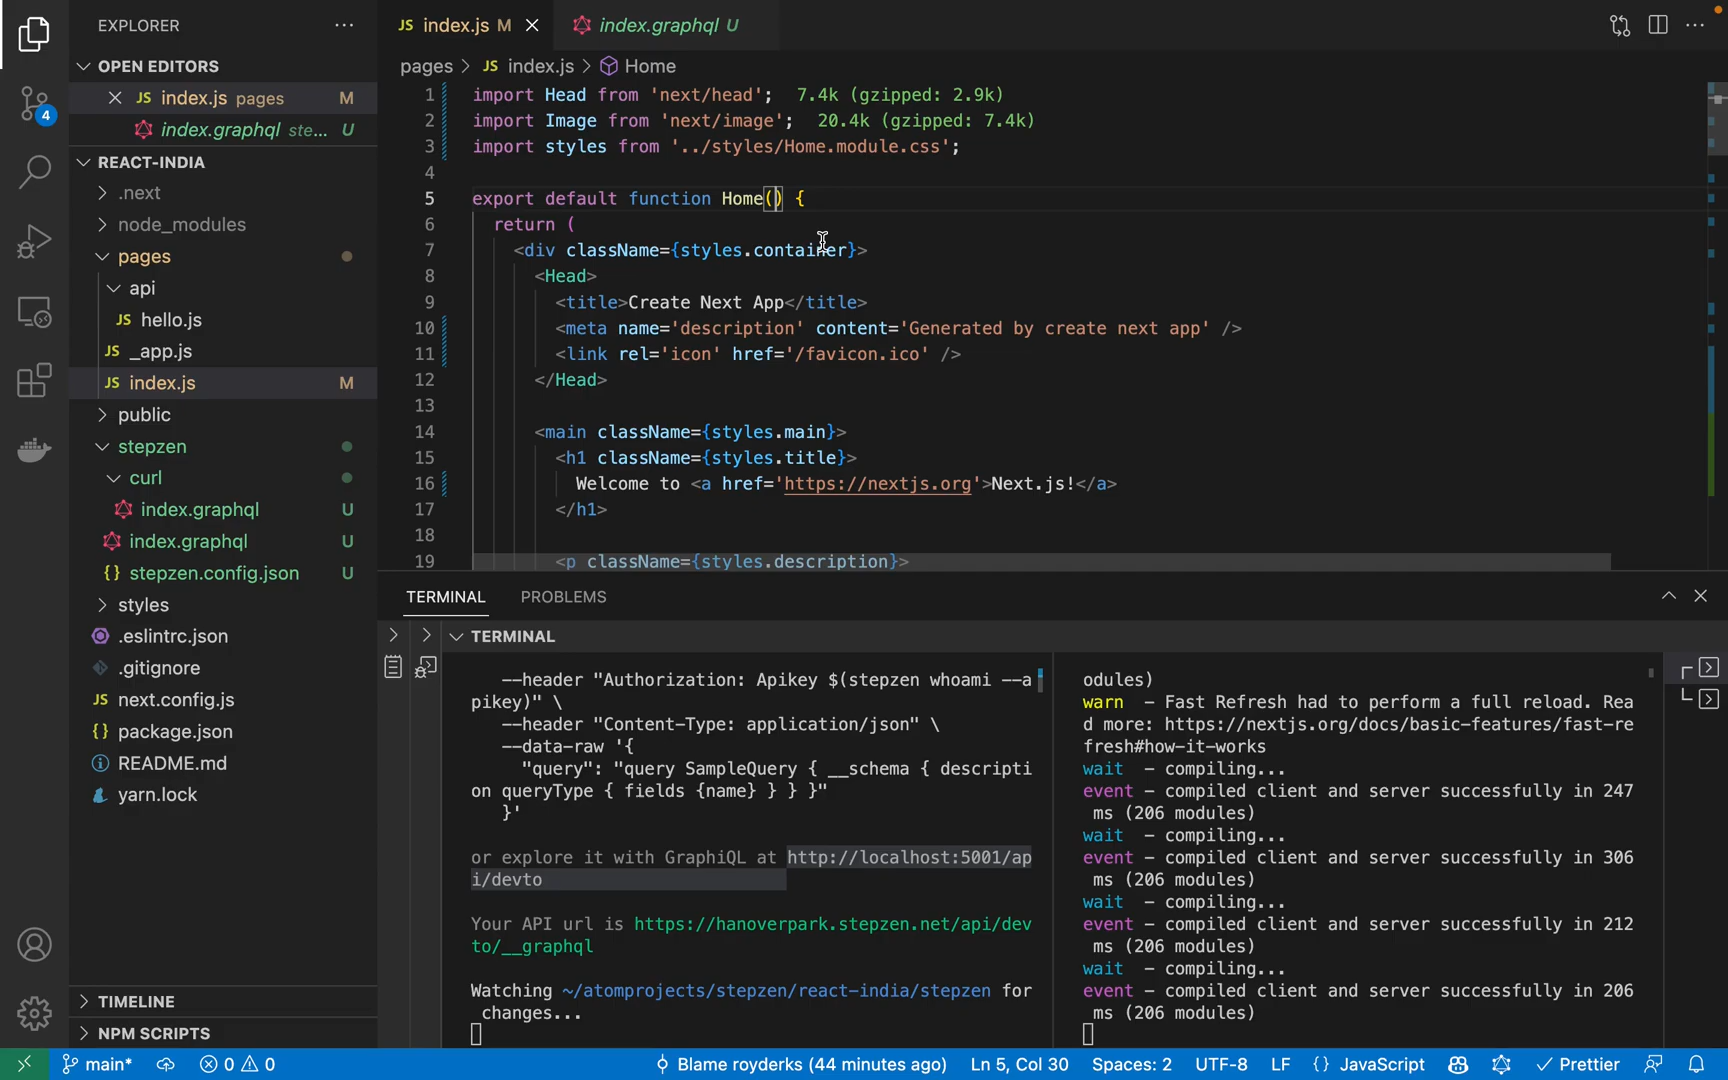 EXPLORER
OPEN EDITORS
JS index.js pages M
index.graphql ste... U
REACT-INDIA
.next
node_modules
pages
api
JS hello.js
JS _app.js
JS index.js M
public
stepzen
curl
index.graphql U
index.graphql U
{} stepzen.config.json U
styles
.eslintrc.json
.gitignore
JS next.config.js
{} package.json
README.md
yarn.lock
TIMELINE
NPM SCRIPTS
4
JS index.js M
index.graphql U
pages > JS index.js > Home
1 import Head from 'next/head'; 7.4k (gzipped: 2.9k)
2 import Image from 'next/image'; 20.4k (gzipped: 7.4k)
3 import styles from '../styles/Home.module.css';
4
5 export default function Home() {
6 return (
7 <div className={styles.container}>
8 <Head>
9 <title>Create Next App</title>
10 <meta name='description' content='Generated by create next app' />
11 <link rel='icon' href='/favicon.ico' />
12 </Head>
13
14 <main className={styles.main}>
15 <h1 className={styles.title}>
16 Welcome to <a href='https://nextjs.org'>Next.js!</a>
17 </h1>
18
19 <p className={styles.description}>
TERMINAL PROBLEMS
TERMINAL
--header "Authorization: Apikey $(stepzen whoami --a
pikey)" \
--header "Content-Type: application/json" \
--data-raw '{
"query": "query SampleQuery { __schema { descripti
on queryType { fields {name} } } }"
}'
or explore it with GraphiQL at http://localhost:5001/ap
i/devto
Your API url is https://hanoverpark.stepzen.net/api/dev
to/__graphql
Watching ~/atomprojects/stepzen/react-india/stepzen for
changes...
odules)
warn - Fast Refresh had to perform a full reload. Rea
d more: https://nextjs.org/docs/basic-features/fast-re
fresh#how-it-works
wait - compiling...
event - compiled client and server successfully in 247
ms (206 modules)
wait - compiling...
event - compiled client and server successfully in 306
ms (206 modules)
wait - compiling...
event - compiled client and server successfully in 212
ms (206 modules)
wait - compiling...
event - compiled client and server successfully in 206
ms (206 modules)
main* 0 0 Blame royderks (44 minutes ago) Ln 5, Col 30 Spaces: 2 UTF-8 LF {} JavaScript Prettier